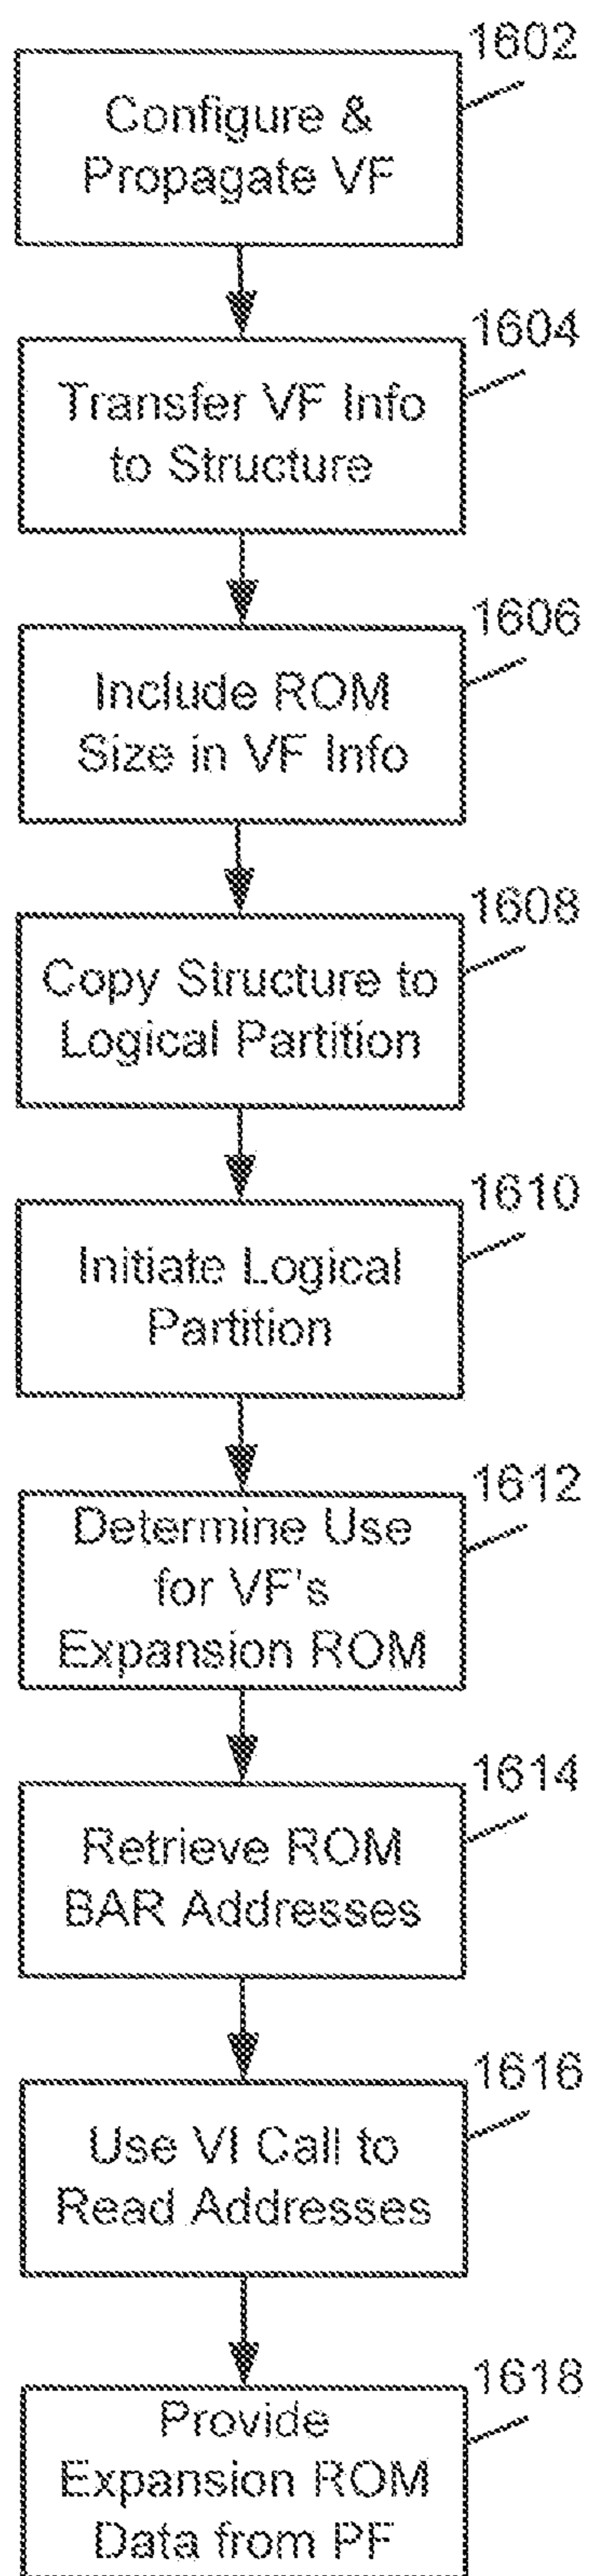 1602
Configure &
Propagate VF
1604
Transfer VF Info
to Structure
1606
Include ROM
Size in VF Info
1608
Copy Structure to
Logical Partition
1610
Initiate Logical
Partition
1612
Determine Use
for VF's
Expansion ROM
1614
Retrieve ROM
BAR Addresses
1616
Use VI Call to
Read Addresses
1618
Provide
Expansion ROM
Data from PF